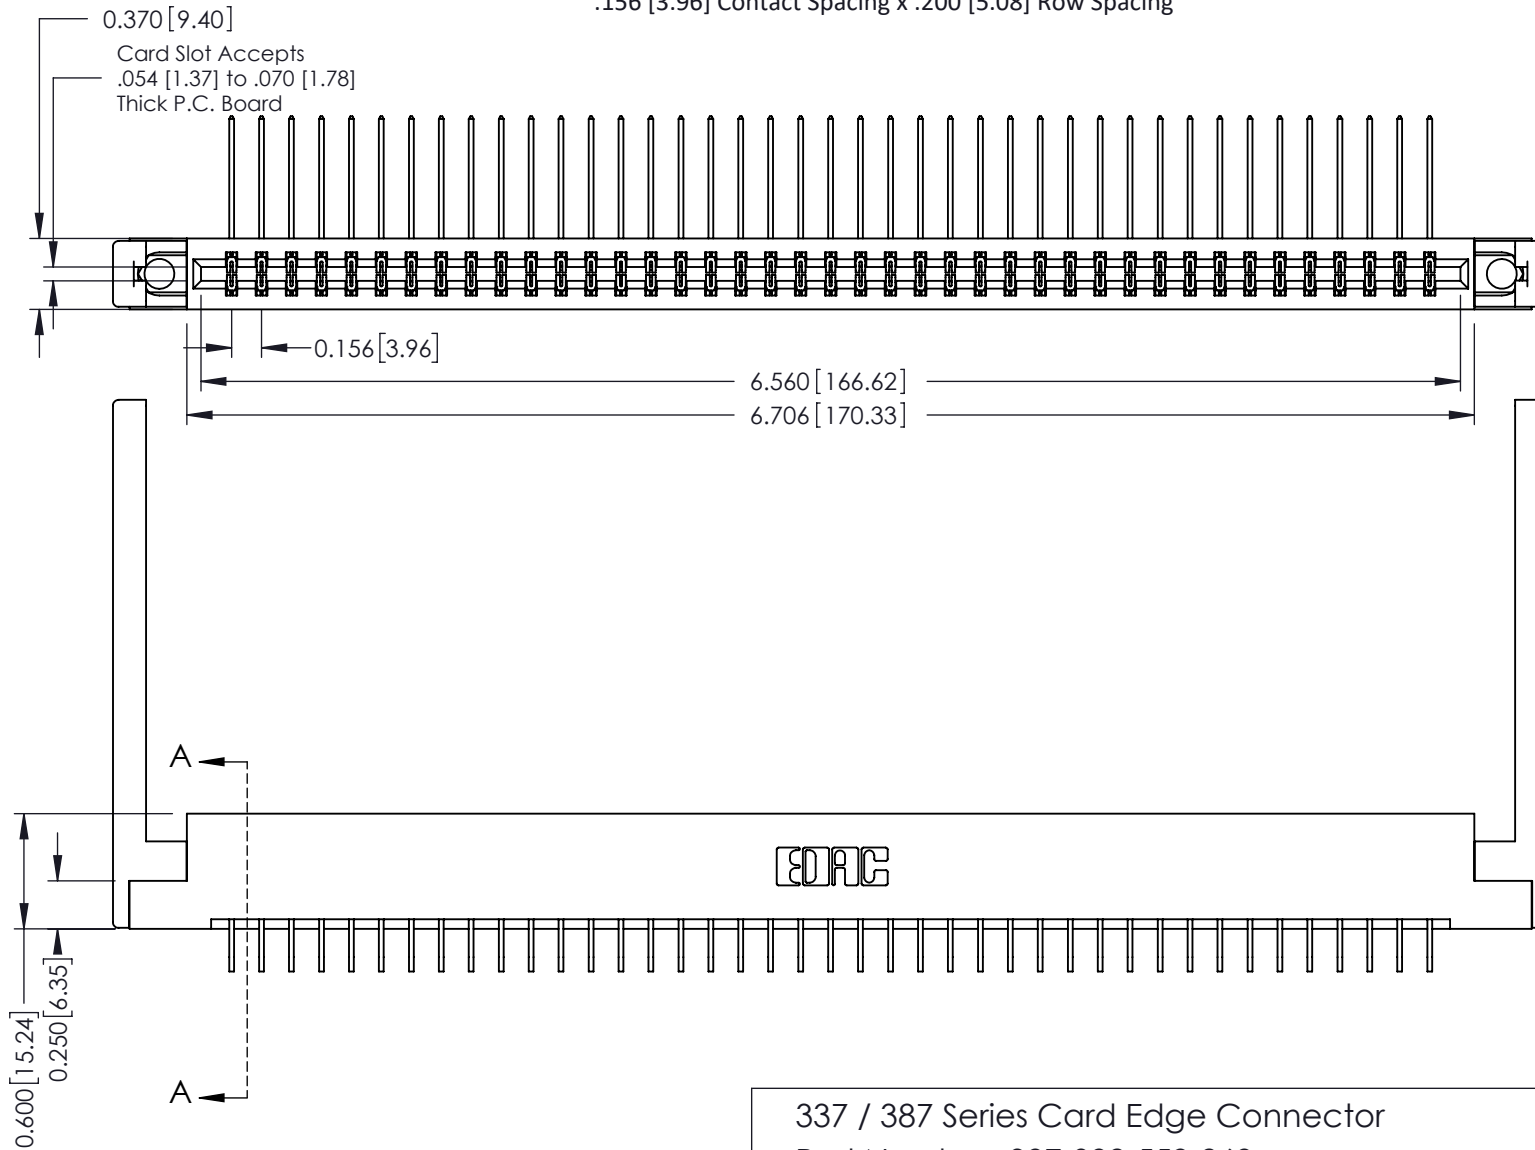 .156 [3.96] Contact Spacing x .200 [5.08] Row Spacing
0.370 [9.40]
Card Slot Accepts
.054 [1.37] to .070 [1.78]
Thick P.C. Board
0.156 [3.96]
6.560 [166.62]
6.706 [170.33]
A
EDAC
0.600 [15.24]
0.250 [6.35]
A
337 / 387 Series Card Edge Connector